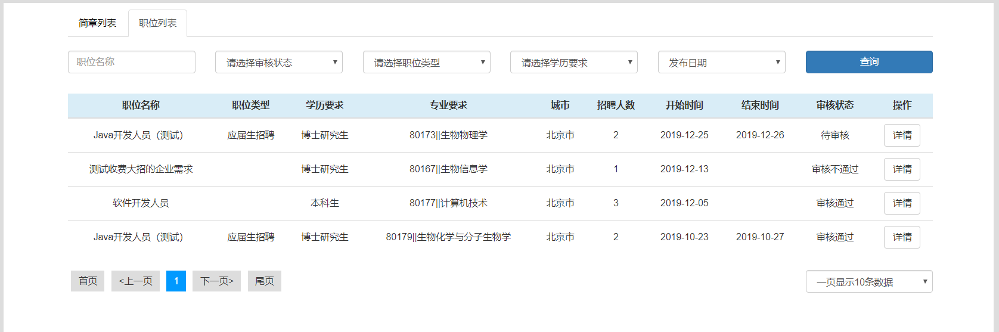 简章列表 职位列表
职位名称 请选择审核状态 请选择职位类型 请选择学历要求 发布日期 查询
职位名称 职位类型 学历要求 专业要求 城市 招聘人数 开始时间 结束时间 审核状态 操作
Java开发人员（测试） 应届生招聘 博士研究生 80173||生物物理学 北京市 2 2019-12-25 2019-12-26 待审核 详情
测试收费大招的企业需求 博士研究生 80167||生物信息学 北京市 1 2019-12-13 审核不通过 详情
软件开发人员 本科生 80177||计算机技术 北京市 3 2019-12-05 审核通过 详情
Java开发人员（测试） 应届生招聘 博士研究生 80179||生物化学与分子生物学 北京市 2 2019-10-23 2019-10-27 审核通过 详情
首页 <上一页 1 下一页> 尾页 一页显示10条数据